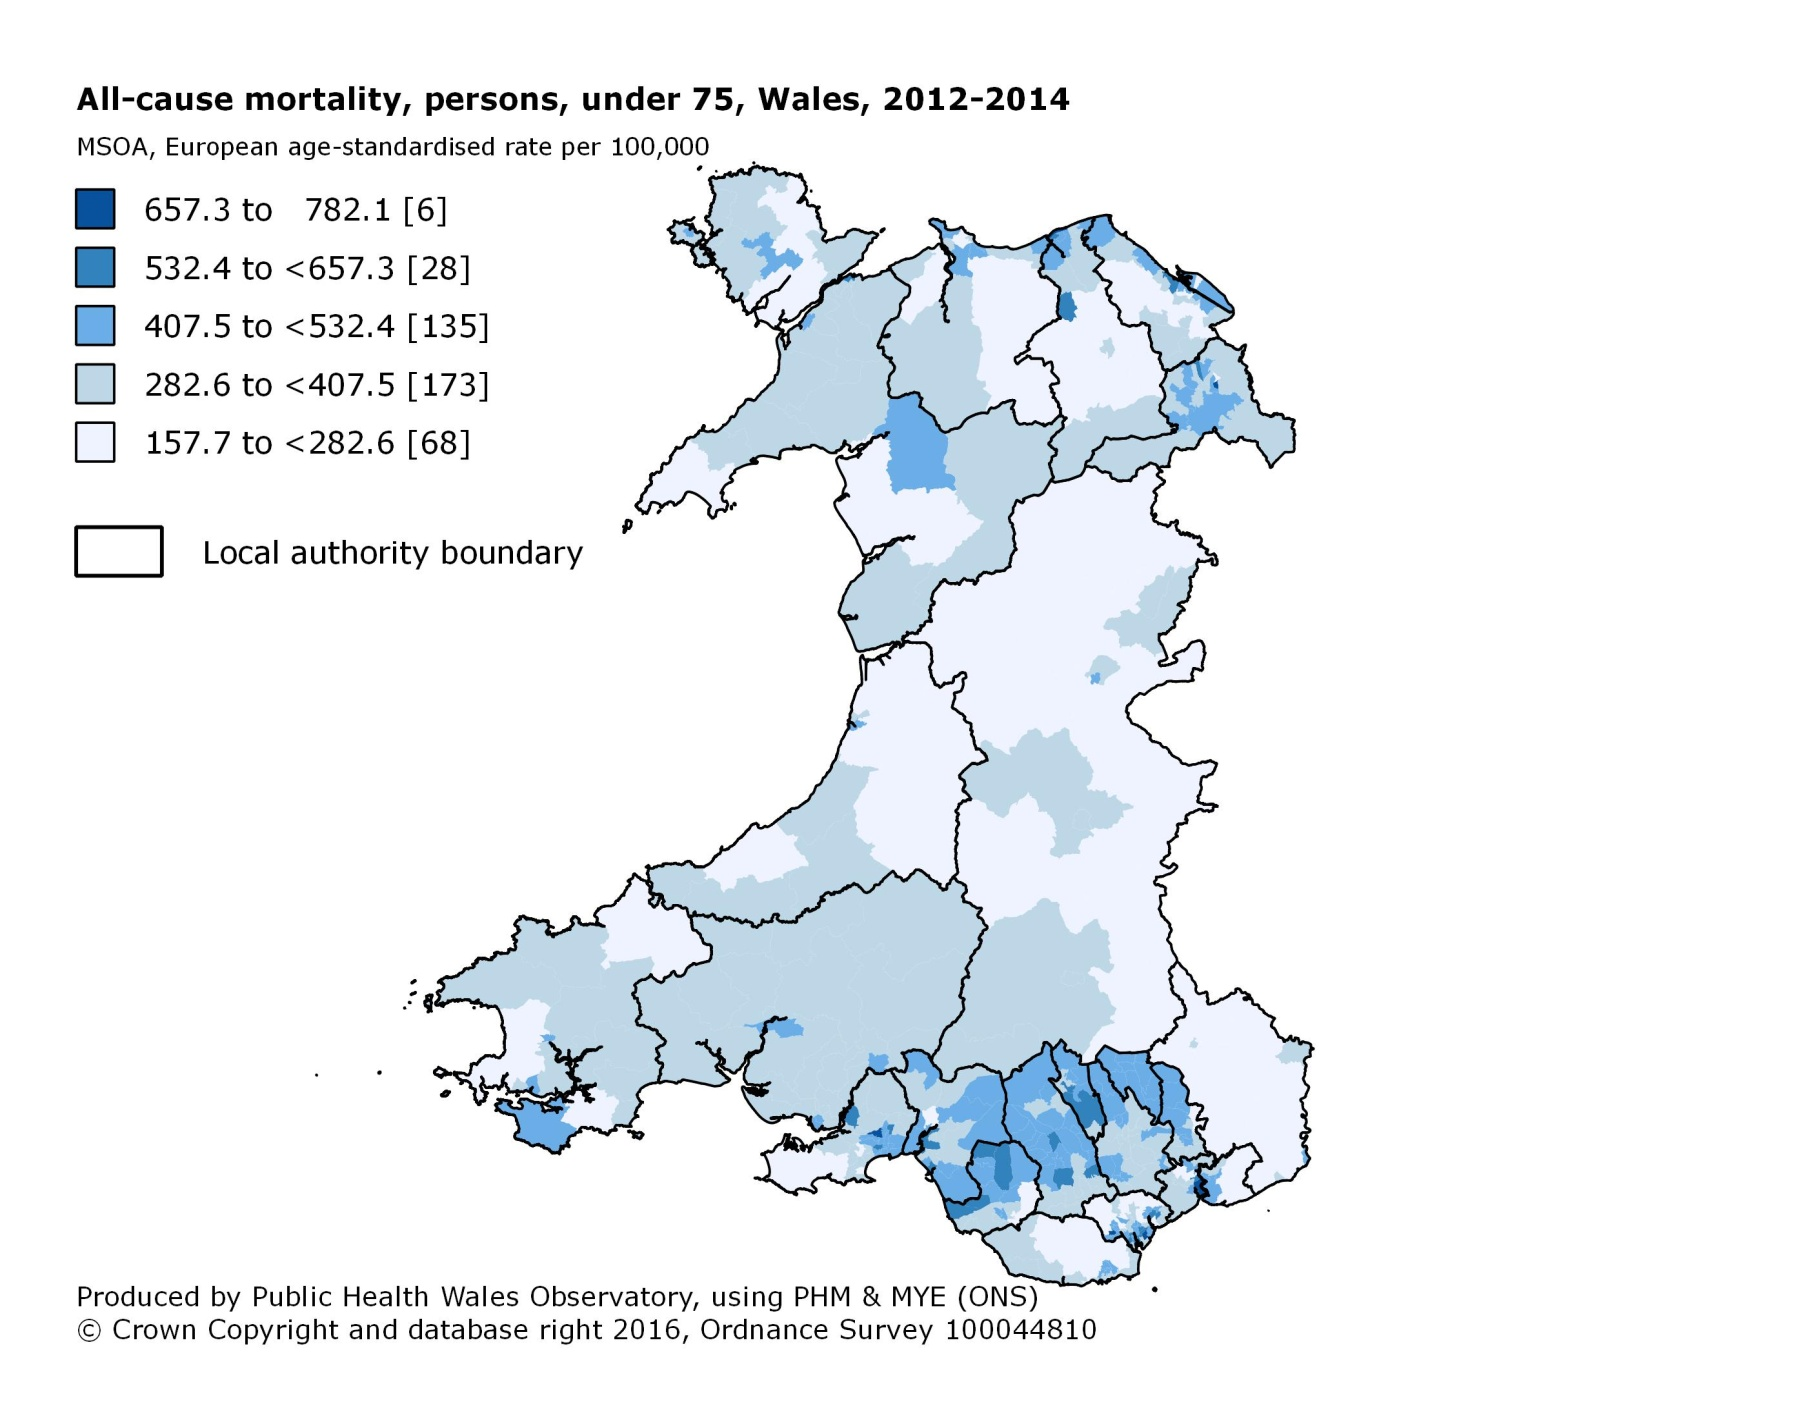 All-cause mortality, persons, under 75, Wales, 2012-2014
MSOA, European age-standardised rate per 100,000
657.3 to 782.1 [6]
532.4 to <657.3 [28]
407.5 to <532.4 [135]
282.6 to <407.5 [173]
157.7 to <282.6 [68]
Local authority boundary
Produced by Public Health Wales Observatory, using PHM & MYE (ONS)
© Crown Copyright and database right 2016, Ordnance Survey 100044810